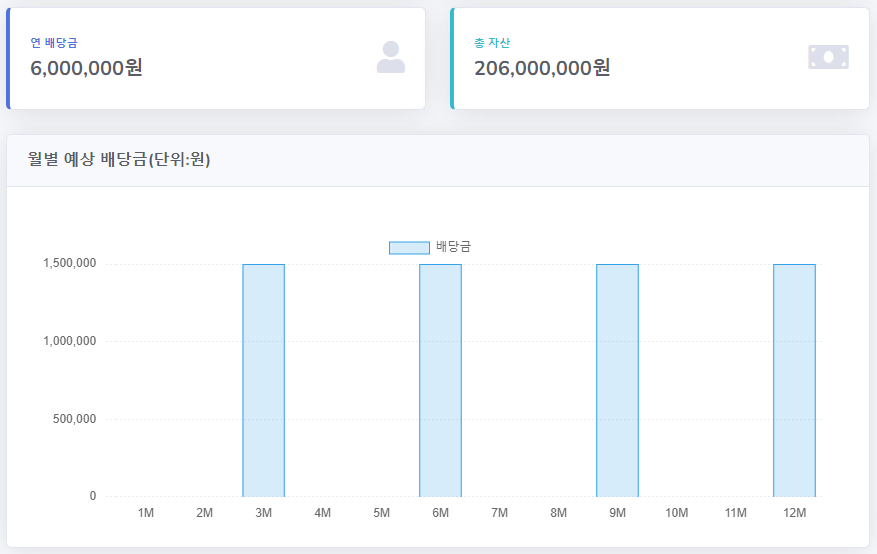 연 배당금
6,000,000원
총 자산
206,000,000원
월별 예상 배당금(단위:원)
배당금
1,500,000
1,000,000
500,000
0
1M 2M 3M 4M 5M 6M 7M 8M 9M 10M 11M 12M